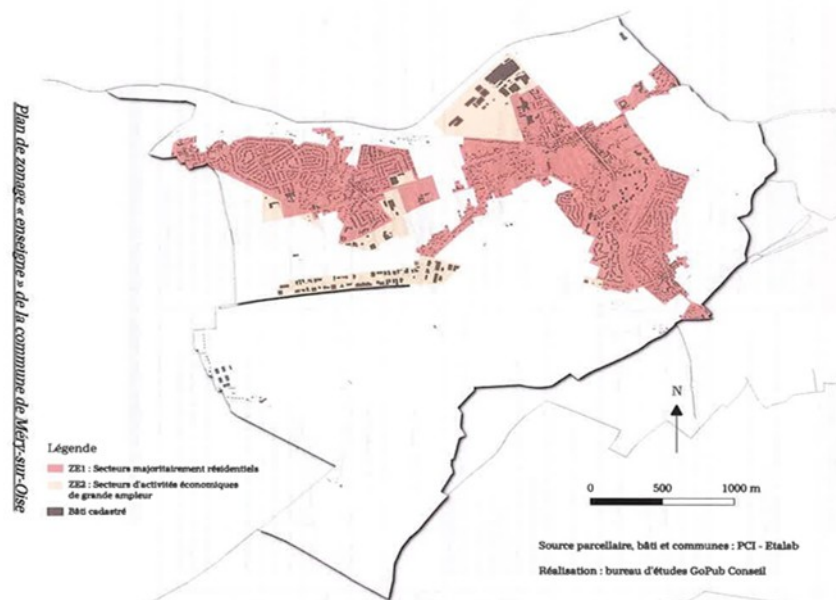 Plan de zonage « enseigne » de la commune de Méry-sur-Oise
N
Légende
ZE1 : Secteurs majoritairement résidentiels
ZE2 : Secteurs d'activités économiques
de grande ampleur
Bâti cadastré
0 500 1000 m
Source parcellaire, bâti et communes : PCI - Etalab
Réalisation : bureau d'études GoPub Conseil